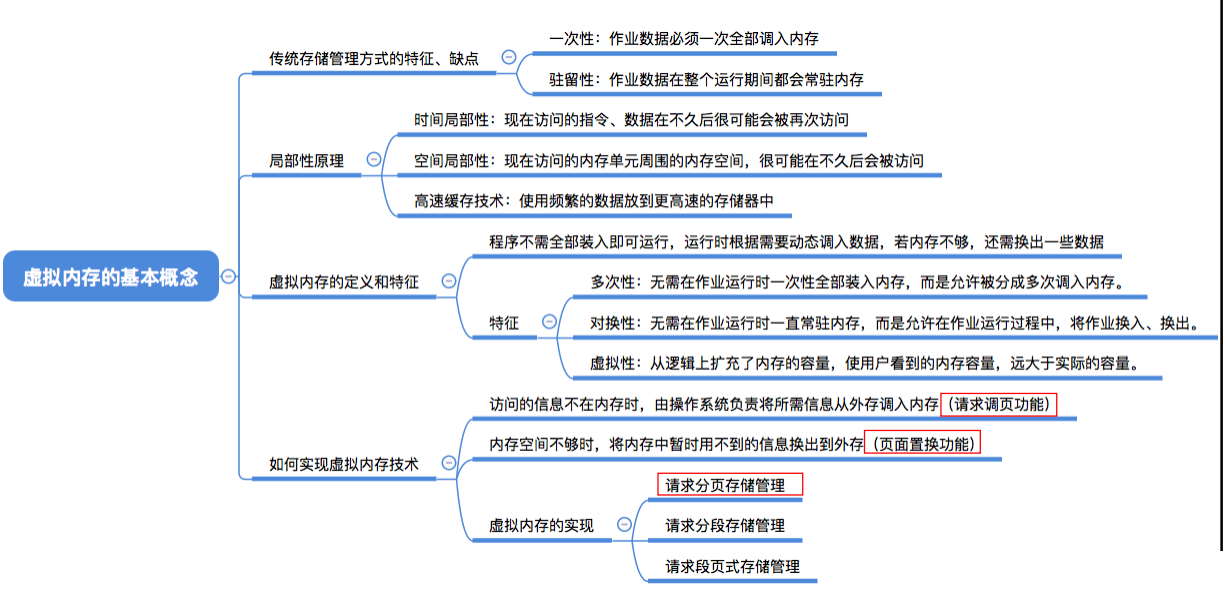 虚拟内存的基本概念
传统存储管理方式的特征、缺点
一次性：作业数据必须一次全部调入内存
驻留性：作业数据在整个运行期间都会常驻内存
局部性原理
时间局部性：现在访问的指令、数据在不久后很可能会被再次访问
空间局部性：现在访问的内存单元周围的内存空间，很可能在不久后会被访问
高速缓存技术：使用频繁的数据放到更高速的存储器中
虚拟内存的定义和特征
程序不需全部装入即可运行，运行时根据需要动态调入数据，若内存不够，还需换出一些数据
特征
多次性：无需在作业运行时一次性全部装入内存，而是允许被分成多次调入内存。
对换性：无需在作业运行时一直常驻内存，而是允许在作业运行过程中，将作业换入、换出。
虚拟性：从逻辑上扩充了内存的容量，使用户看到的内存容量，远大于实际的容量。
如何实现虚拟内存技术
访问的信息不在内存时，由操作系统负责将所需信息从外存调入内存（请求调页功能）
内存空间不够时，将内存中暂时用不到的信息换出到外存（页面置换功能）
虚拟内存的实现
请求分页存储管理
请求分段存储管理
请求段页式存储管理